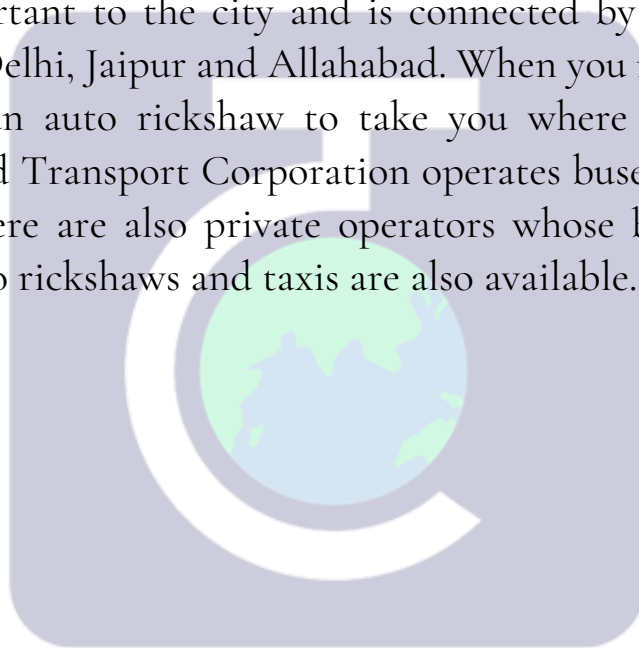 rtant to the city and is connected by
Delhi, Jaipur and Allahabad. When you
n auto rickshaw to take you where
d Transport Corporation operates buse
ere are also private operators whose b
o rickshaws and taxis are also available.